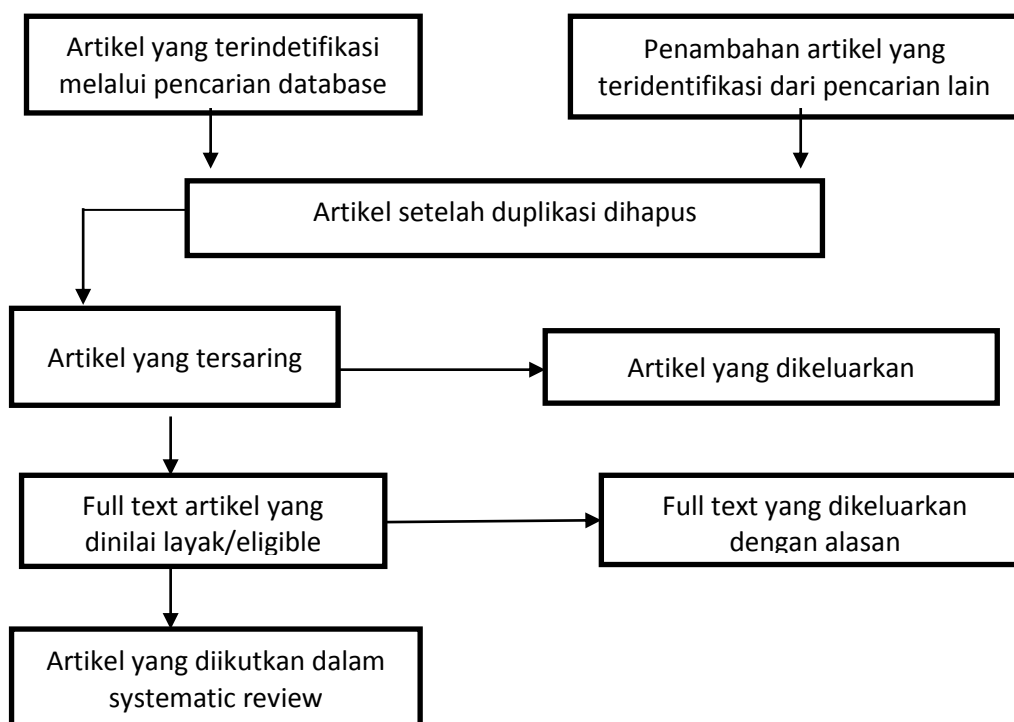 Artikel yang terindetifikasi
melalui pencarian database
Penambahan artikel yang
teridentifikasi dari pencarian lain
Artikel setelah duplikasi dihapus
Artikel yang tersaring
Artikel yang dikeluarkan
Full text artikel yang
dinilai layak/eligible
Full text yang dikeluarkan
dengan alasan
Artikel yang diikutkan dalam
systematic review